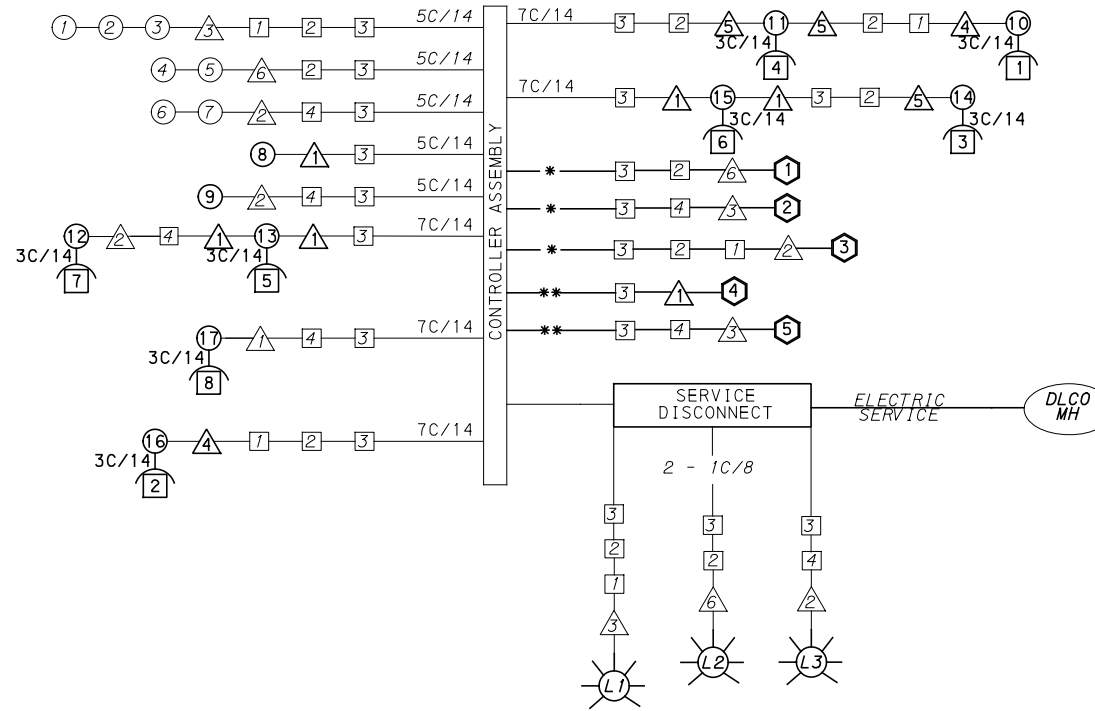 1 2 3 3 1 2 3 5C/14
4 5 6 2 3 5C/14
6 7 2 4 3 5C/14
8 1 3 5C/14
9 2 4 3 5C/14
12 2 4 1 13 1 3 7C/14
3C/14 3C/14
7 5
17 1 4 3 7C/14
3C/14
8
16 4 1 2 3 7C/14
3C/14
2
CONTROLLER ASSEMBLY
7C/14 3 2 5 11 5 2 1 4 10
3C/14 3C/14
4 1
7C/14 3 1 15 1 3 2 5 14
3C/14 3C/14
6 3
* 3 2 6 1
* 3 4 3 2
* 3 2 1 2 3
** 3 1 4
** 3 4 3 5
SERVICE
DISCONNECT
ELECTRIC
SERVICE
DLCO
MH
2 - 1C/8
3 2 1 3 L1
3 2 6 L2
3 4 2 L3